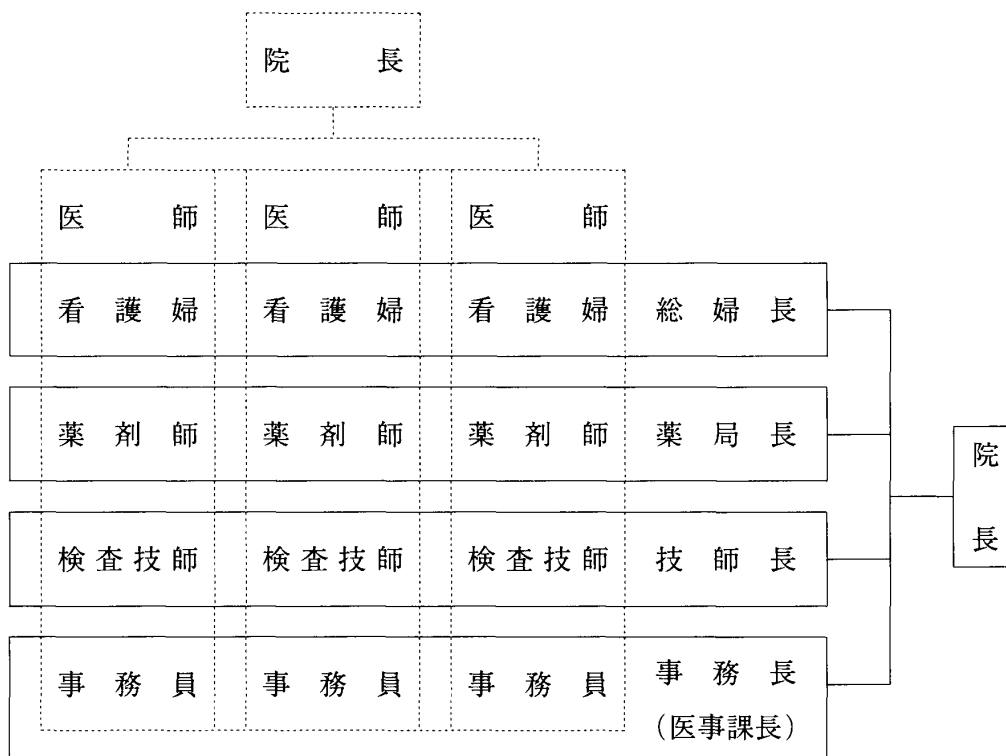 院長
医師 医師 医師
看護婦 看護婦 看護婦 総婦長
薬剤師 薬剤師 薬剤師 薬局長
院長
検査技師 検査技師 検査技師 技師長
事務員 事務員 事務員 事務長
(医事課長)